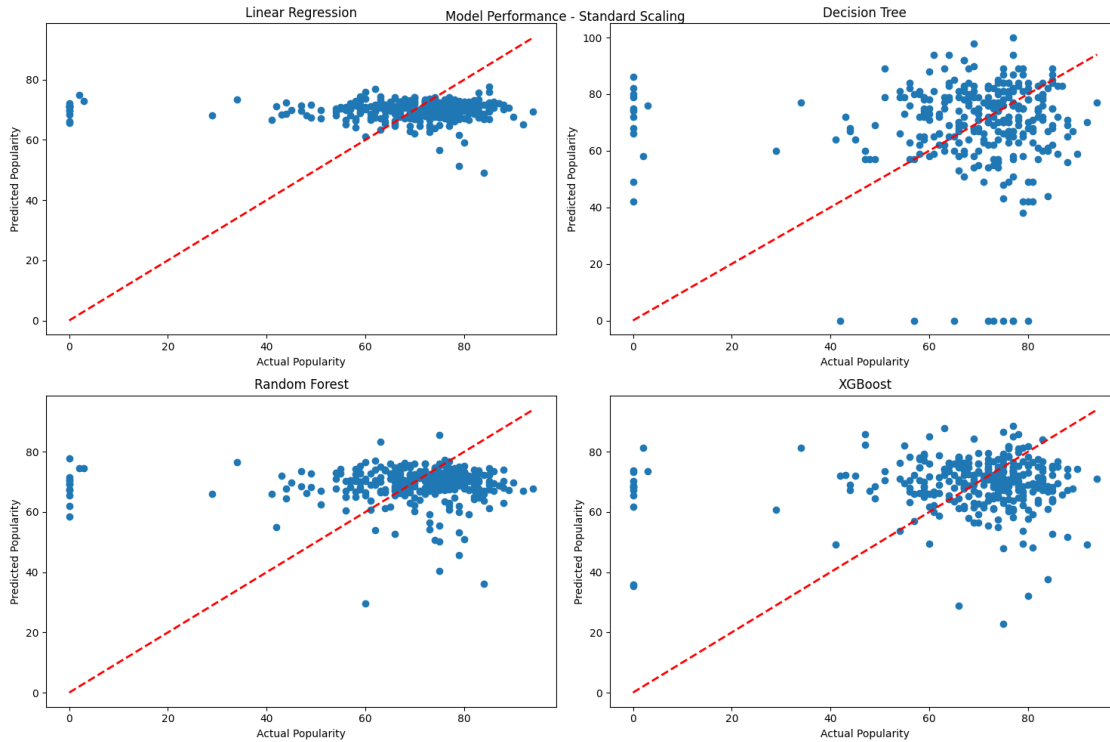 Model Performance - Standard Scaling
Linear Regression
Predicted Popularity
80
60
40
20
0
0 20 40 60 80
Actual Popularity
Decision Tree
Predicted Popularity
100
80
60
40
20
0
0 20 40 60 80
Actual Popularity
Random Forest
Predicted Popularity
80
60
40
20
0
0 20 40 60 80
Actual Popularity
XGBoost
Predicted Popularity
80
60
40
20
0
0 20 40 60 80
Actual Popularity